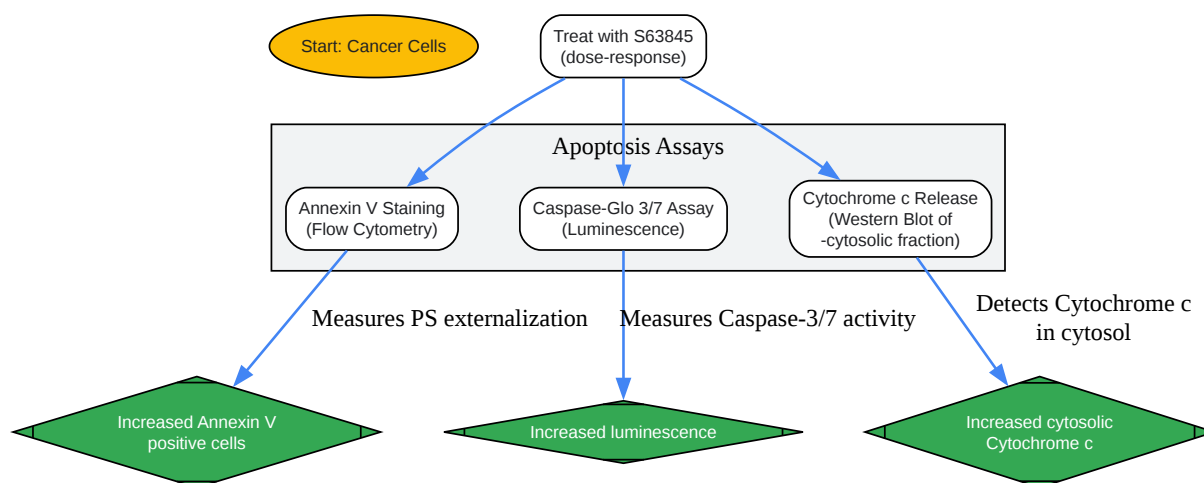 Start: Cancer Cells
Treat with S63845
(dose-response)
Apoptosis Assays
Annexin V Staining
(Flow Cytometry)
Caspase-Glo 3/7 Assay
(Luminescence)
Cytochrome c Release
(Western Blot of
-cytosolic fraction)
Measures PS externalization
Measures Caspase-3/7 activity
Detects Cytochrome c
in cytosol
Increased Annexin V
positive cells
Increased luminescence
Increased cytosolic
Cytochrome c